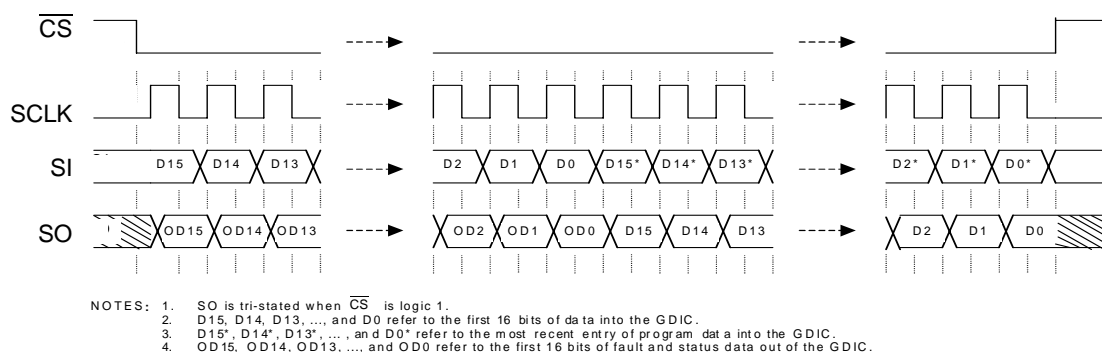 CS
SCLK
SI D15 D14 D13 D2 D1 D0 D15* D14* D13* D2* D1* D0*
SO OD15 OD14 OD13 OD2 OD1 OD0 D15 D14 D13 D2 D1 D0
NOTES: 1. SO is tri-stated when CS is logic 1.
2. D15, D14, D13, ..., and D0 refer to the first 16 bits of data into the GDIC.
3. D15*, D14*, D13*, ... , and D0* refer to the most recent entry of program data into the GDIC.
4. OD15, OD14, OD13, ..., and OD0 refer to the first 16 bits of fault and status data out of the GDIC.